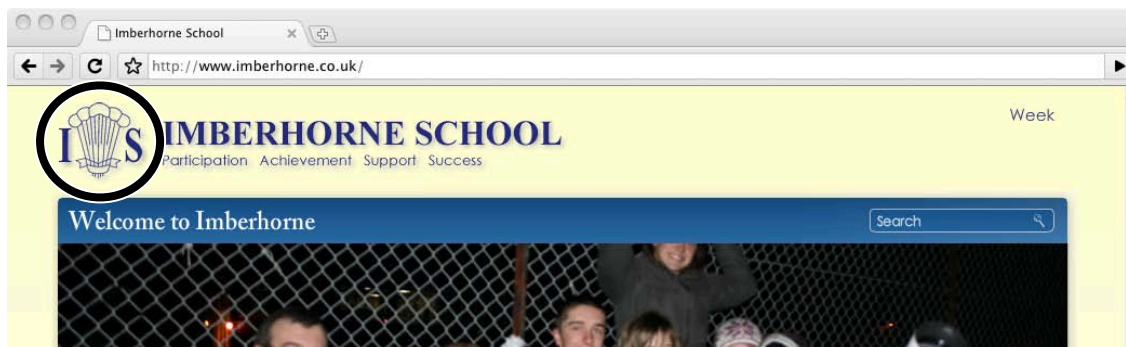 Imberhorne School
http://www.imberhorne.co.uk/
I S
IMBERHORNE SCHOOL
Participation Achievement Support Success
Week
Welcome to Imberhorne
Search